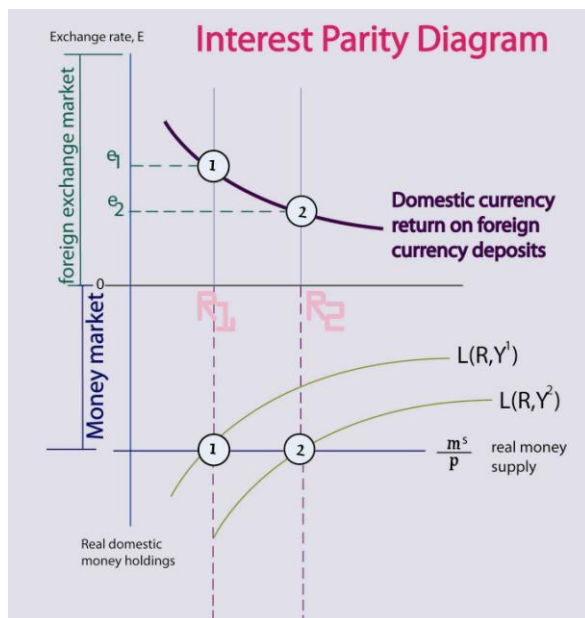 Exchange rate, E
Interest Parity Diagram
foreign exchange market
e1
1
e2
2
Domestic currency
return on foreign
currency deposits
0
R1
R2
Money market
L(R,Y¹)
L(R,Y²)
1
2
mˢ
p
real money
supply
Real domestic
money holdings